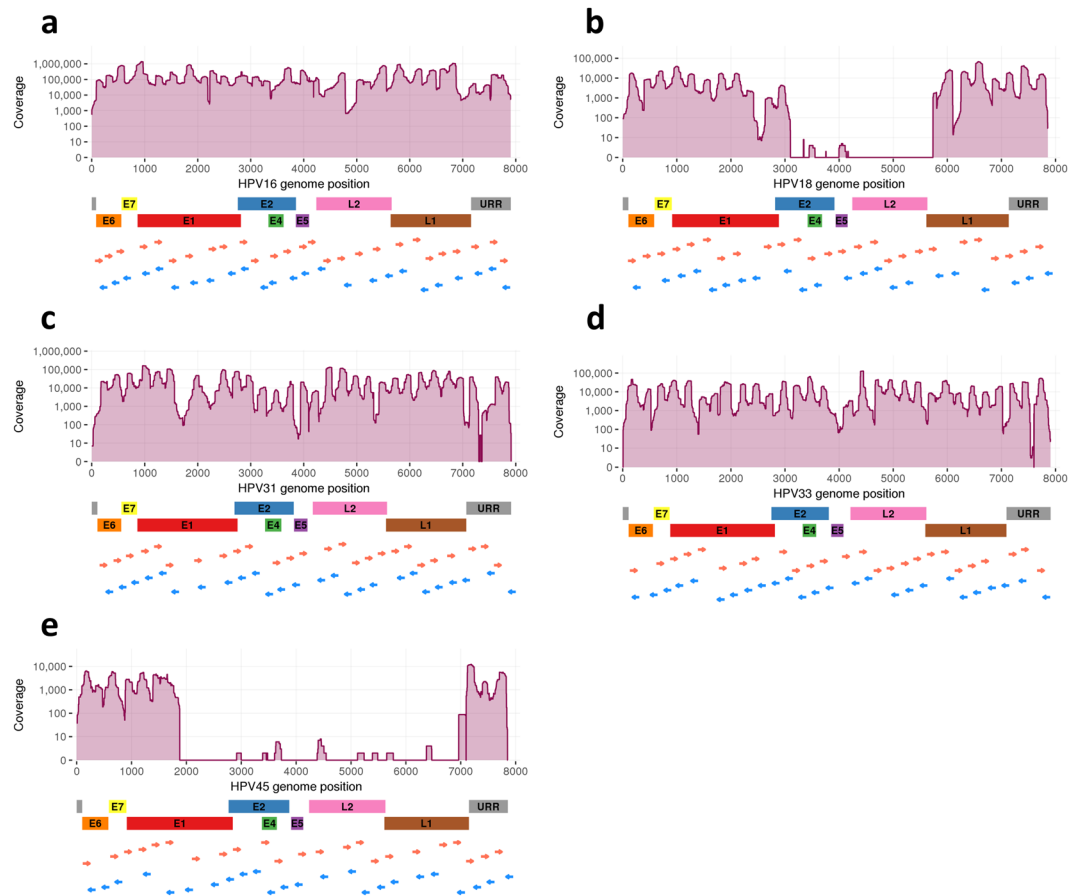 a
Coverage
1,000,000
100,000
10,000
1,000
100
10
0
0 1000 2000 3000 4000 5000 6000 7000 8000
HPV16 genome position
E7 E2 L2 URR
E6 E1 E4 E5 L1
b
Coverage
100,000
10,000
1,000
100
10
0
0 1000 2000 3000 4000 5000 6000 7000 8000
HPV18 genome position
E7 E2 L2 URR
E6 E1 E4 E5 L1
c
Coverage
1,000,000
100,000
10,000
1,000
100
10
0
0 1000 2000 3000 4000 5000 6000 7000 8000
HPV31 genome position
E7 E2 L2 URR
E6 E1 E4 E5 L1
d
Coverage
100,000
10,000
1,000
100
10
0
0 1000 2000 3000 4000 5000 6000 7000 8000
HPV33 genome position
E7 E2 L2 URR
E6 E1 E4 E5 L1
e
Coverage
10,000
1,000
100
10
0
0 1000 2000 3000 4000 5000 6000 7000 8000
HPV45 genome position
E7 E2 L2 URR
E6 E1 E4 E5 L1